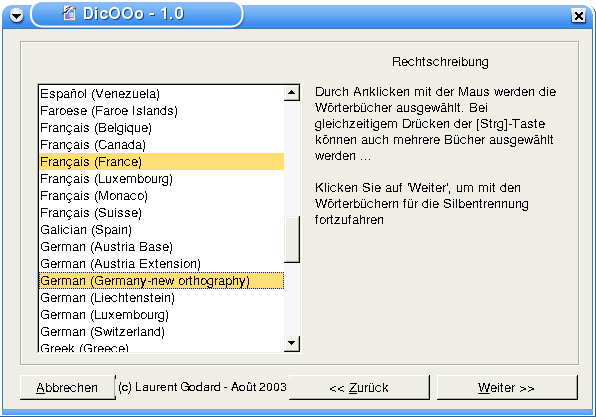 DicOOo - 1.0
Rechtschreibung
Español (Venezuela)
Faroese (Faroe Islands)
Français (Belgique)
Français (Canada)
Français (France)
Français (Luxembourg)
Français (Monaco)
Français (Suisse)
Galician (Spain)
German (Austria Base)
German (Austria Extension)
German (Germany-new orthography)
German (Liechtenstein)
German (Luxembourg)
German (Switzerland)
Greek (Greece)
Durch Anklicken mit der Maus werden die
Wörterbücher ausgewählt. Bei
gleichzeitigem Drücken der [Strg]-Taste
können auch mehrere Bücher ausgewählt
werden ...
Klicken Sie auf 'Weiter', um mit den
Wörterbüchern für die Silbentrennung
fortzufahren
Abbrechen
(c) Laurent Godard - Août 2003
<< Zurück
Weiter >>